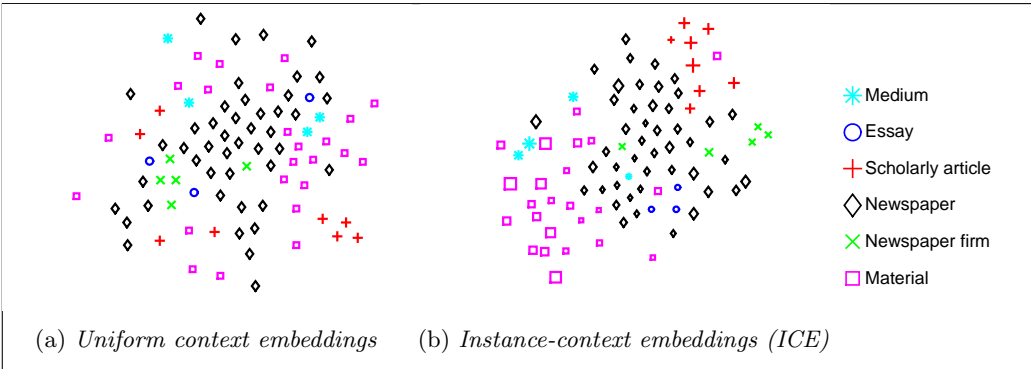 Medium
Essay
Scholarly article
Newspaper
Newspaper firm
Material
(a) Uniform context embeddings
(b) Instance-context embeddings (ICE)